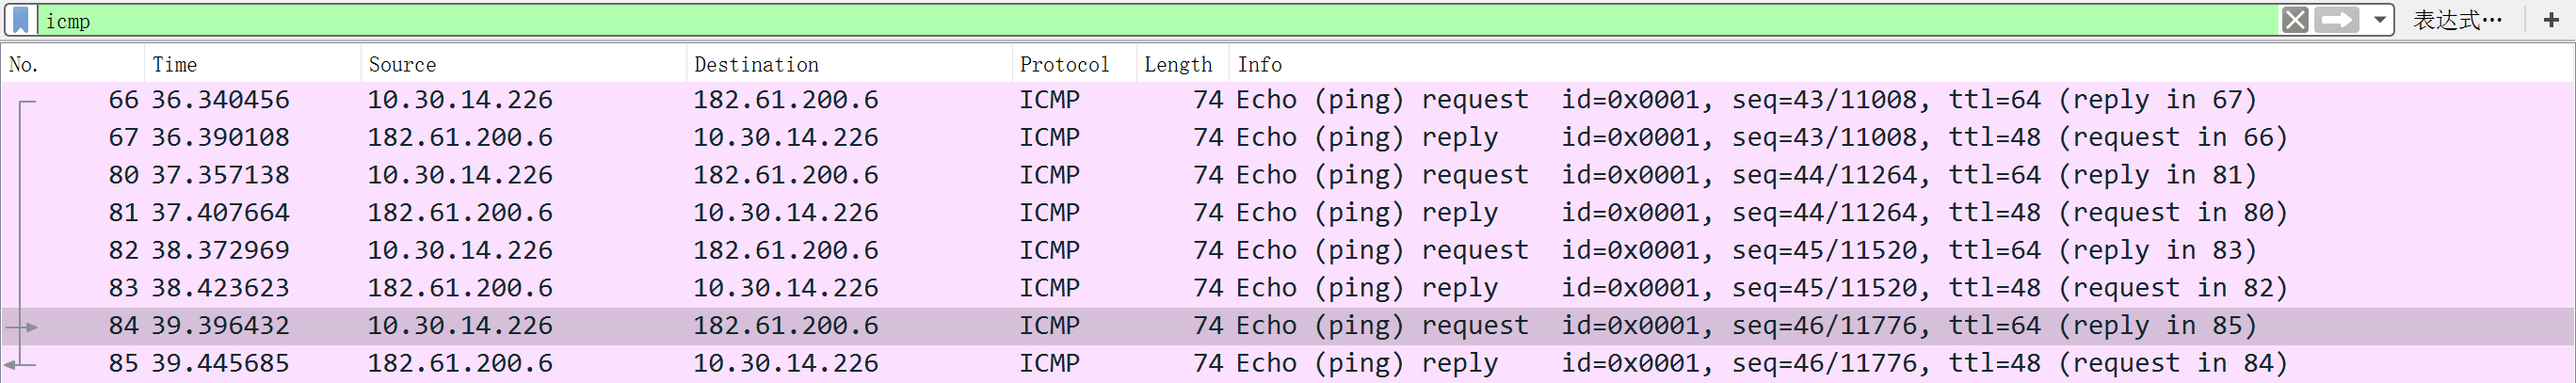 icmp 表达式… +
No. Time Source Destination Protocol Length Info
66 36.340456 10.30.14.226 182.61.200.6 ICMP 74 Echo (ping) request id=0x0001, seq=43/11008, ttl=64 (reply in 67)
67 36.390108 182.61.200.6 10.30.14.226 ICMP 74 Echo (ping) reply id=0x0001, seq=43/11008, ttl=48 (request in 66)
80 37.357138 10.30.14.226 182.61.200.6 ICMP 74 Echo (ping) request id=0x0001, seq=44/11264, ttl=64 (reply in 81)
81 37.407664 182.61.200.6 10.30.14.226 ICMP 74 Echo (ping) reply id=0x0001, seq=44/11264, ttl=48 (request in 80)
82 38.372969 10.30.14.226 182.61.200.6 ICMP 74 Echo (ping) request id=0x0001, seq=45/11520, ttl=64 (reply in 83)
83 38.423623 182.61.200.6 10.30.14.226 ICMP 74 Echo (ping) reply id=0x0001, seq=45/11520, ttl=48 (request in 82)
84 39.396432 10.30.14.226 182.61.200.6 ICMP 74 Echo (ping) request id=0x0001, seq=46/11776, ttl=64 (reply in 85)
85 39.445685 182.61.200.6 10.30.14.226 ICMP 74 Echo (ping) reply id=0x0001, seq=46/11776, ttl=48 (request in 84)